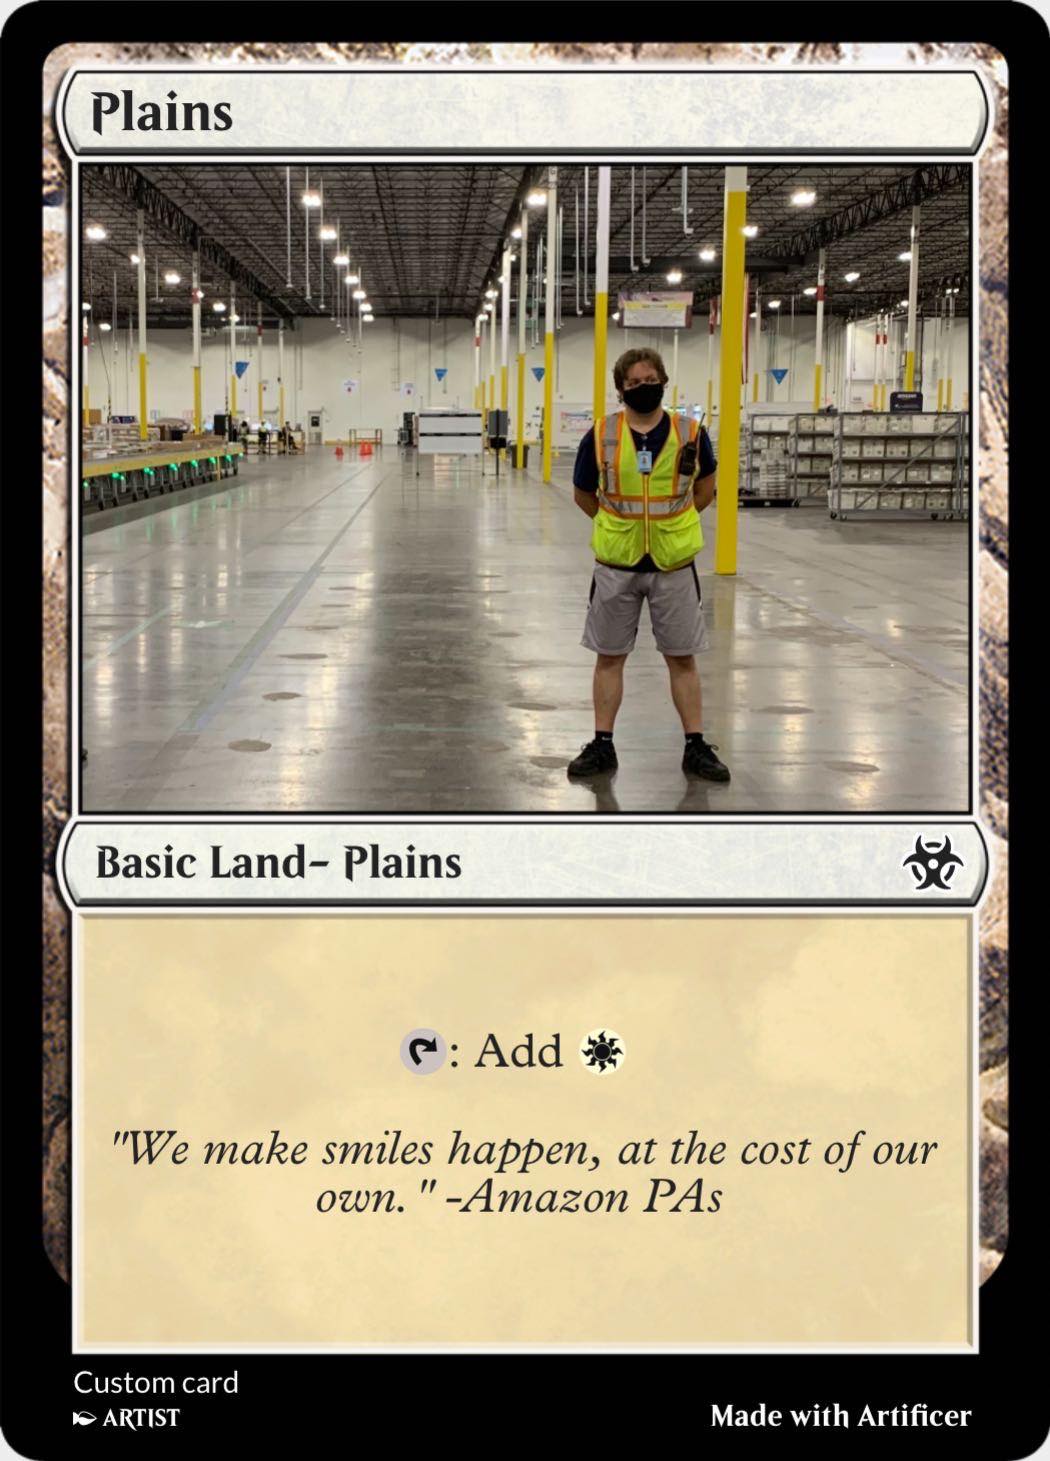 Plains
Basic Land- Plains
: Add
"We make smiles happen, at the cost of our
own." -Amazon PAs
Custom card
ARTIST
Made with Artificer